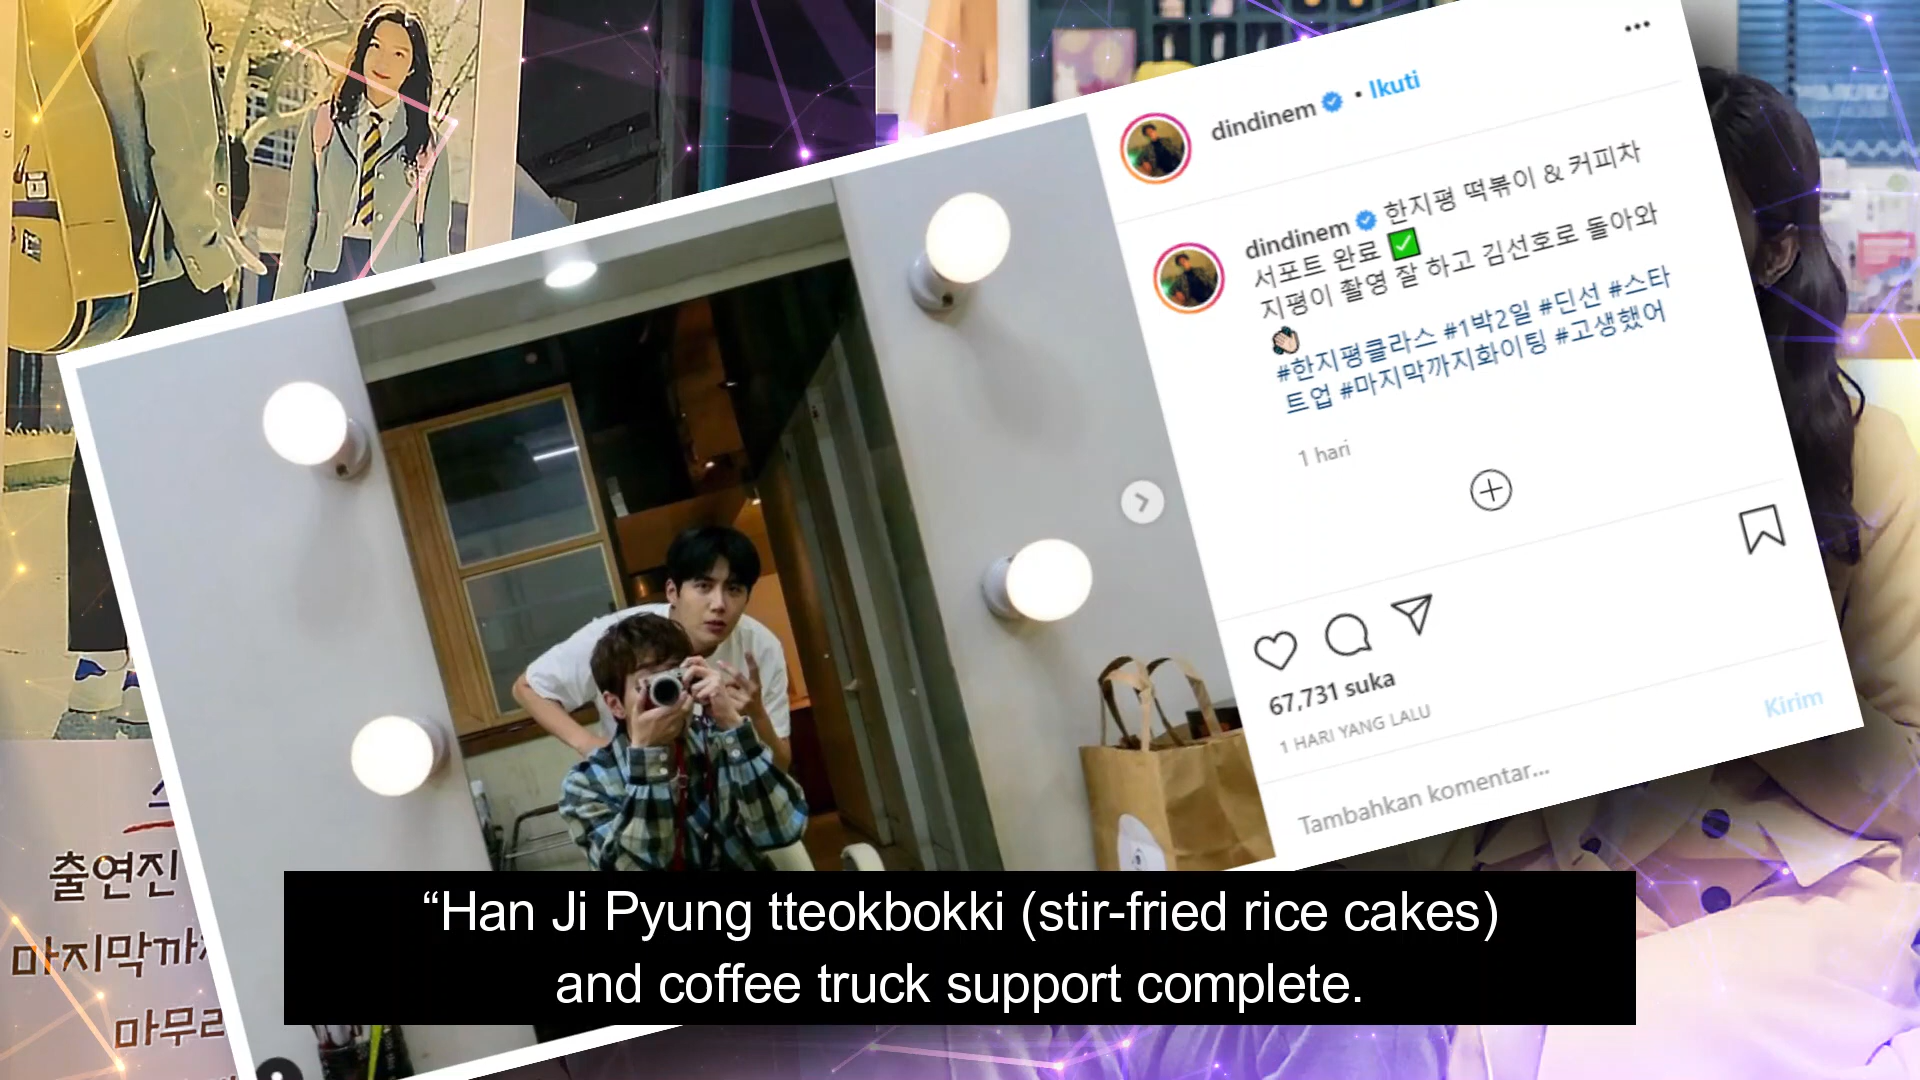 dindinem • Ikuti
dindinem 한지평 떡볶이 & 커피차
서포트 완료 ✅
지평이 촬영 잘 하고 김선호로 돌아와
👏🏻
#한지평클라스 #1박2일 #딘선 #스타
트업 #마지막까지화이팅 #고생했어
1 hari
67,731 suka
1 HARI YANG LALU
Tambahkan komentar...
Kirim
출연진
마지막까지
마무리
“Han Ji Pyung tteokbokki (stir-fried rice cakes)
and coffee truck support complete.